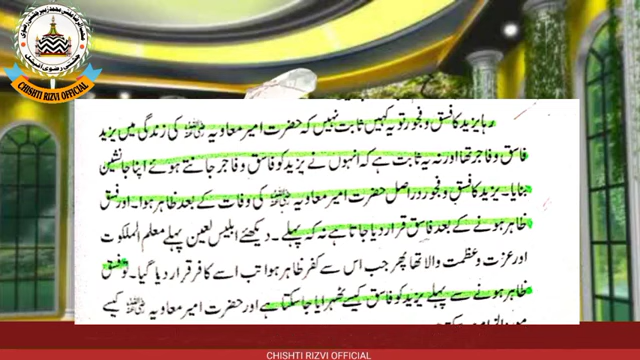 CHISHTI RIZVI OFFICIAL
رہا یزید کا فسق و فجور تو یہ کہیں ثابت نہیں کہ حضرت امیر معاویہ رضی اللہ عنہ کی زندگی میں یزید
فاسق و فاجر تھا اور نہ یہ ثابت ہے کہ انہوں نے یزید کو فاسق و فاجر جانتے ہوئے اپنا جانشین
بنایا۔ یزید کا فسق و فجور دراصل حضرت امیر معاویہ رضی اللہ عنہ کی وفات کے بعد ظاہر ہوا۔ اور فسق
ظاہر ہونے کے بعد فاسق قرار دیا جاتا ہے نہ کہ پہلے۔ دیکھئے ابلیس لعین پہلے معلم الملکوت
اور عزت و عظمت والا تھا پھر جب اس سے کفر ظاہر ہوا تب اسے کافر قرار دیا گیا۔ تو فسق
ظاہر ہونے سے پہلے یزید کو فاسق کیسے ٹھہرایا جا سکتا ہے اور حضرت امیر معاویہ رضی اللہ عنہ کیسے
CHISHTI RIZVI OFFICIAL